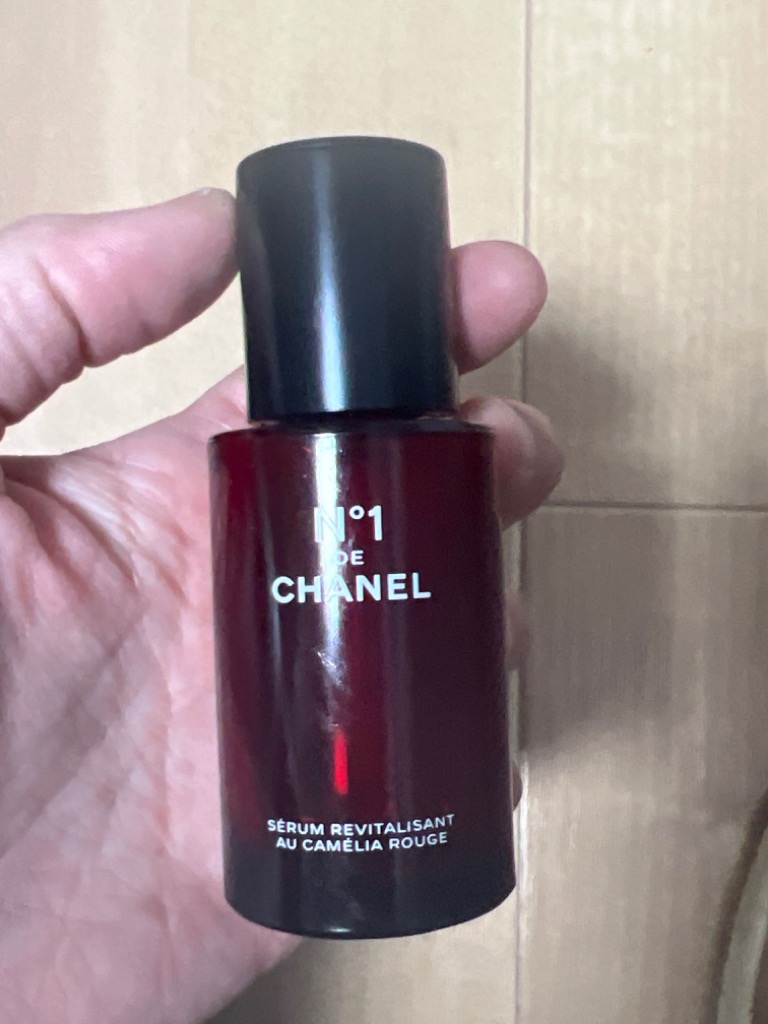 N°1
DE
CHANEL
SÉRUM REVITALISANT
AU CAMÉLIA ROUGE